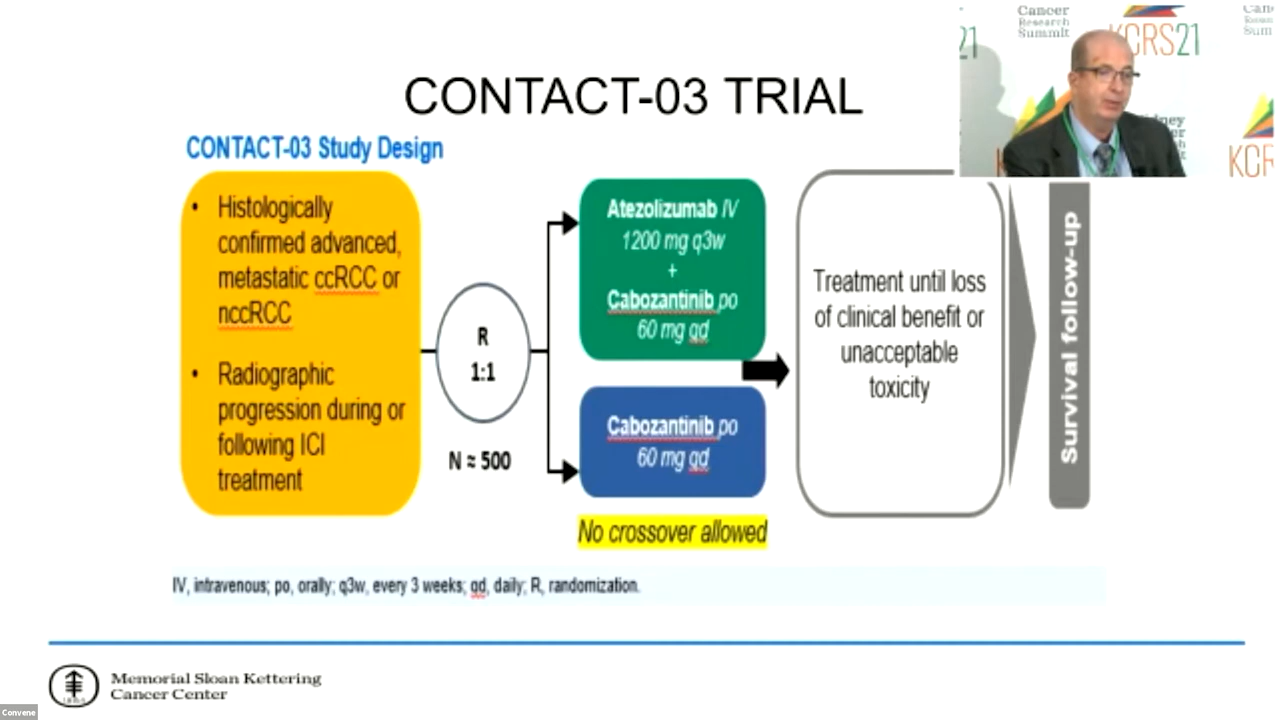 CONTACT-03 TRIAL
CONTACT-03 Study Design
• Histologically
confirmed advanced,
metastatic ccRCC or
nccRCC
• Radiographic
progression during or
following ICI
treatment
R
1:1
N ≈ 500
Atezolizumab IV
1200 mg q3w
+
Cabozantinib po
60 mg qd
Cabozantinib po
60 mg qd
No crossover allowed
Treatment until loss
of clinical benefit or
unacceptable
toxicity
Survival follow-up
IV, intravenous; po, orally; q3w, every 3 weeks; qd, daily; R, randomization.
Memorial Sloan Kettering
Cancer Center
Convene
21
Cancer
Research
Summit
KCRS21
KCR